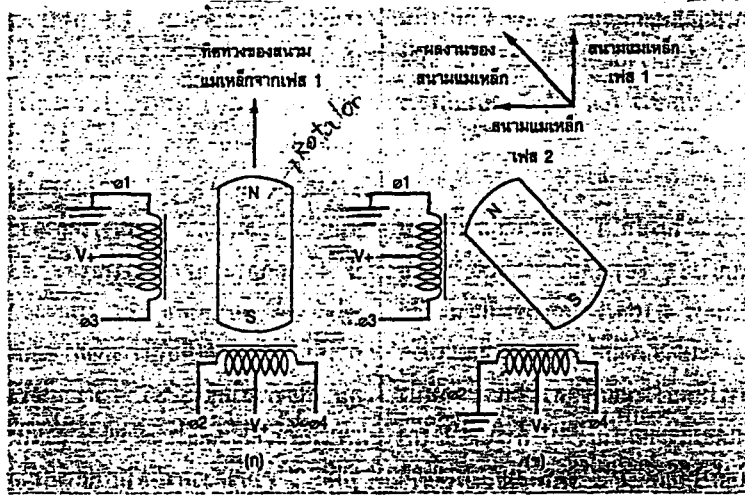 ทิศทางของสนาม
แม่เหล็กจากเฟส 1
Rotator
ผลงานของ
สนามแม่เหล็ก
สนามแม่เหล็ก
เฟส 1
สนามแม่เหล็ก
เฟส 2
ø1
V+
ø3
N
S
ø2
V+
ø4
(ก)
ø1
V+
ø3
N
S
ø2
V+
ø4
(ข)